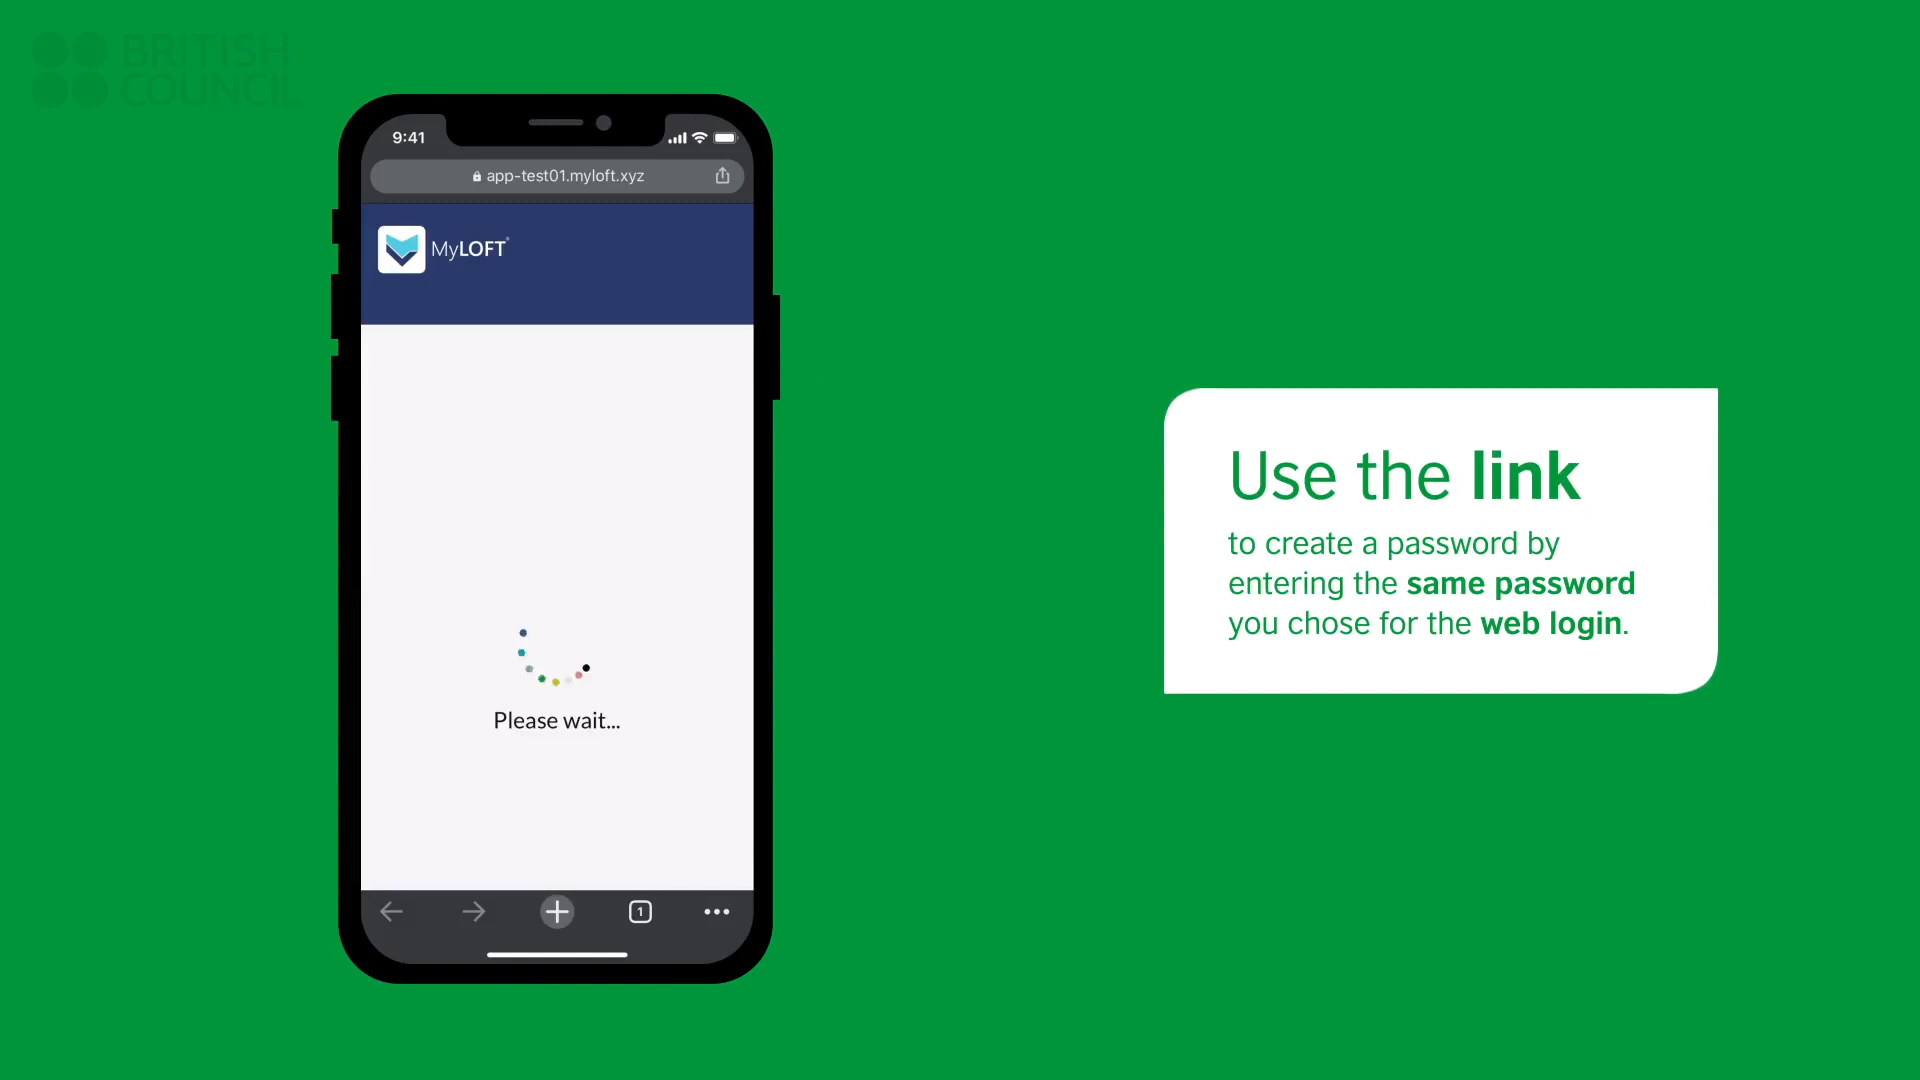 BRITISH
COUNCIL
9:41
app-test01.myloft.xyz
MyLOFT
Please wait...
1
Use the link
to create a password by
entering the same password
you chose for the web login.